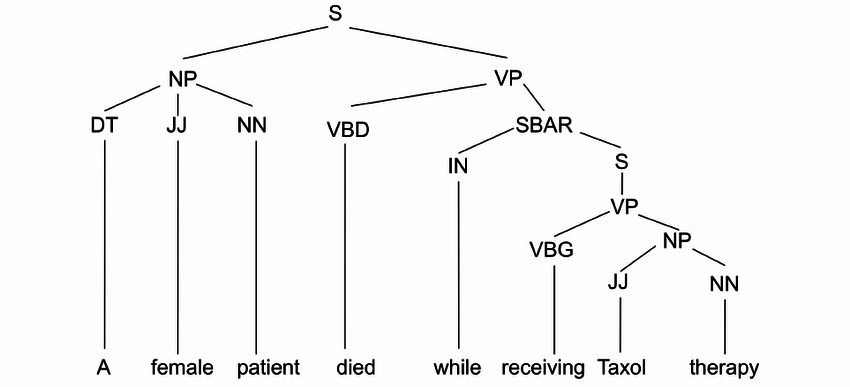 S
NP VP
DT JJ NN VBD SBAR
IN S
VP
VBG NP
JJ NN
A female patient died while receiving Taxol therapy